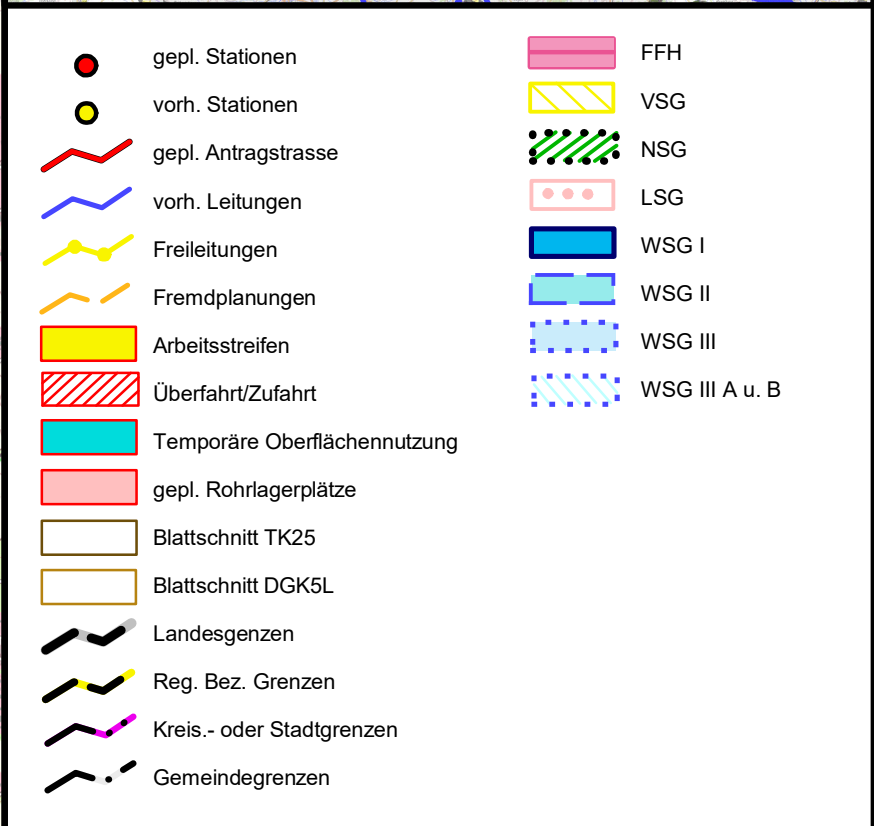 gepl. Stationen
vorh. Stationen
gepl. Antragstrasse
vorh. Leitungen
Freileitungen
Fremdplanungen
Arbeitsstreifen
Überfahrt/Zufahrt
Temporäre Oberflächennutzung
gepl. Rohrlagerplätze
Blattschnitt TK25
Blattschnitt DGK5L
Landesgenzen
Reg. Bez. Grenzen
Kreis.- oder Stadtgrenzen
Gemeindegrenzen
FFH
VSG
NSG
LSG
WSG I
WSG II
WSG III
WSG III A u. B